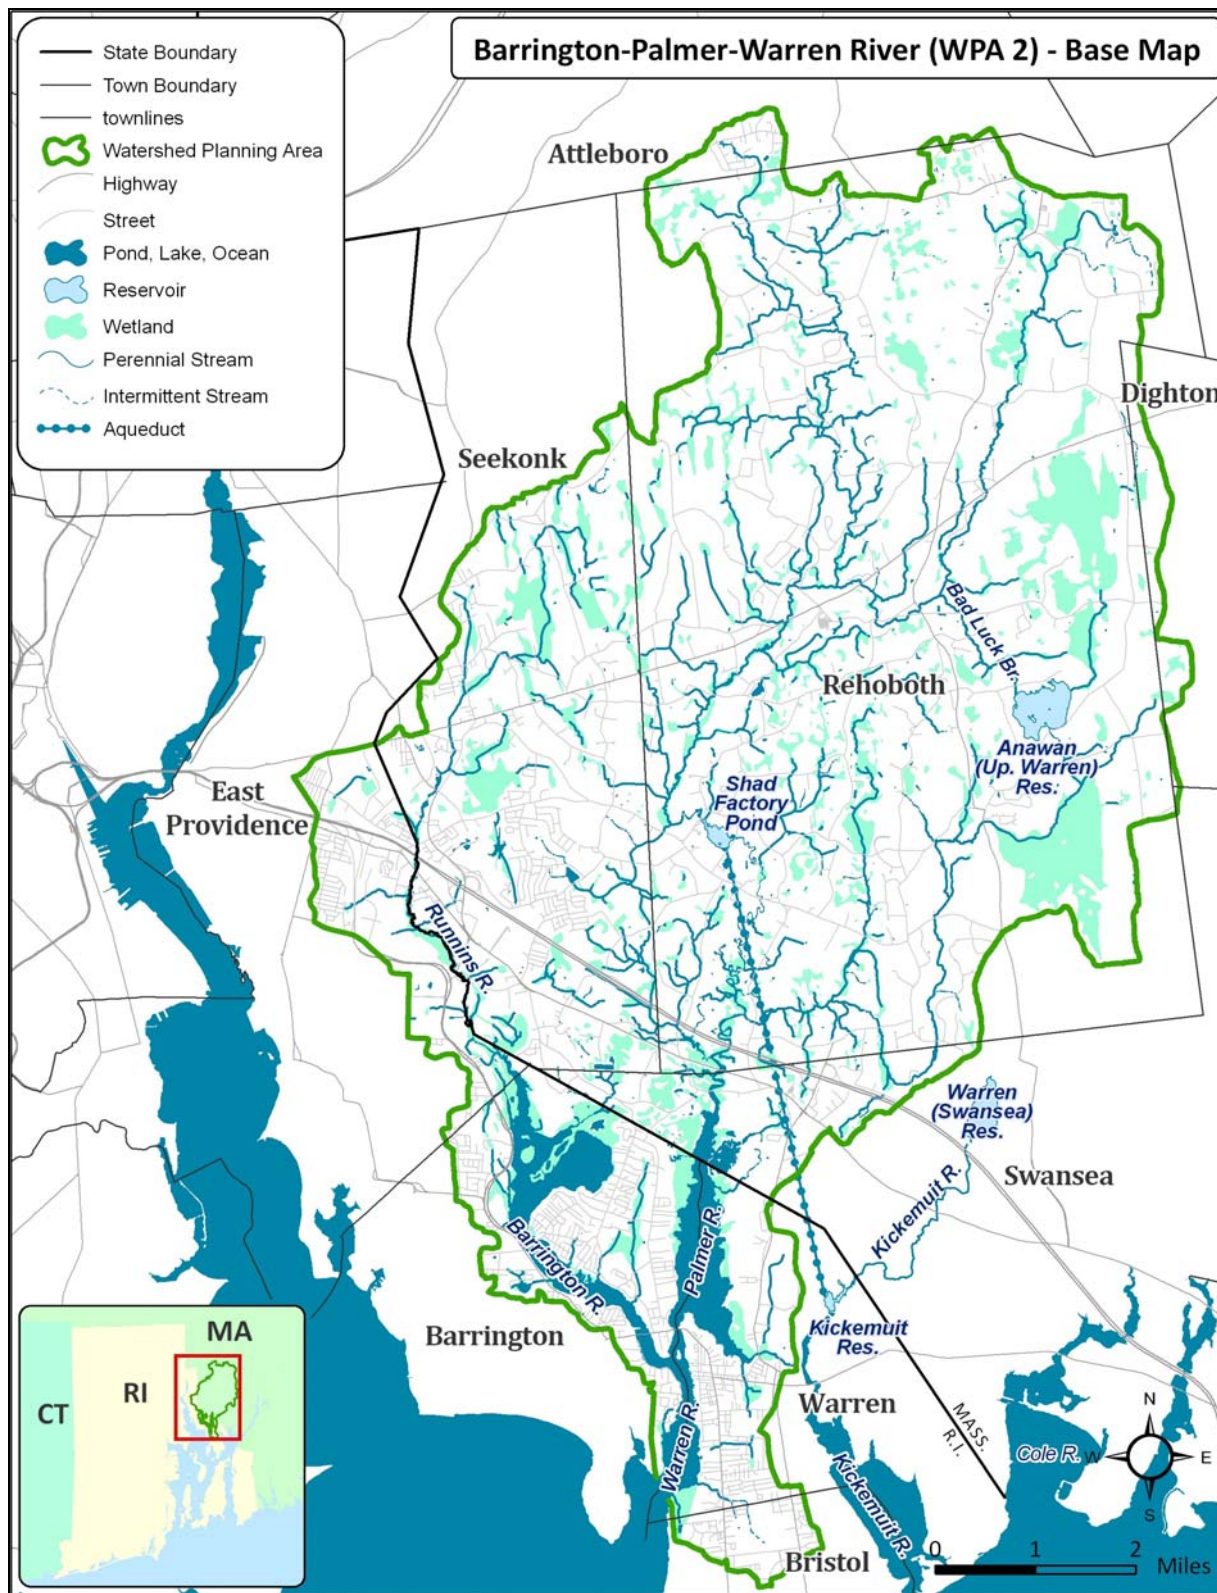 Barrington-Palmer-Warren River (WPA 2) - Base Map
State Boundary
Town Boundary
townlines
Watershed Planning Area
Highway
Street
Pond, Lake, Ocean
Reservoir
Wetland
Perennial Stream
Intermittent Stream
Aqueduct
Attleboro
Dighton
Seekonk
Bad Luck Br.
Rehoboth
Anawan
(Up. Warren)
Res.
Shad
Factory
Pond
East
Providence
Runnins R.
Warren
(Swansea)
Res.
Swansea
Kickemuit R.
Palmer R.
Barrington R.
Barrington
Kickemuit
Res.
Warren
MASS.
R.I.
Warren R.
Kickemuit R.
Cole R.
N
W
E
S
Bristol
0 1 2 Miles
MA
RI
CT